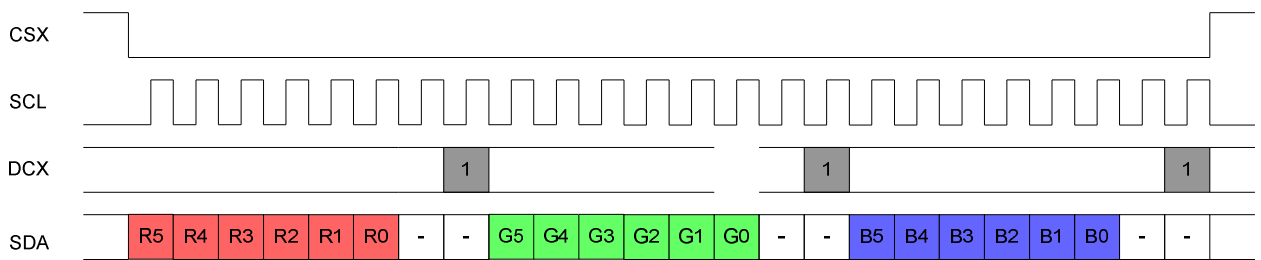 CSX
SCL
DCX 1 1 1
SDA R5 R4 R3 R2 R1 R0 - - G5 G4 G3 G2 G1 G0 - - B5 B4 B3 B2 B1 B0 - -